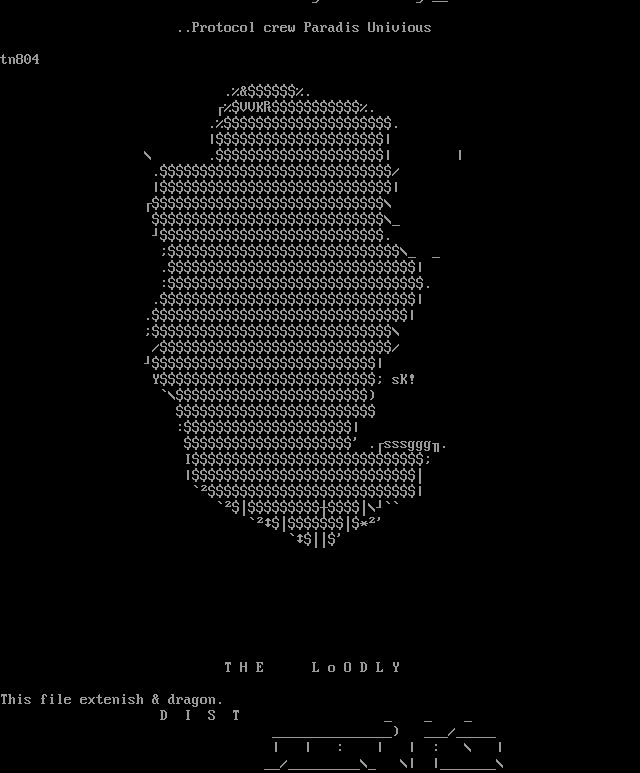 ..Protocol crew Paradis Univious
tn804
sK!
T H E L o O D L Y
This file extenish & dragon.
D I S T